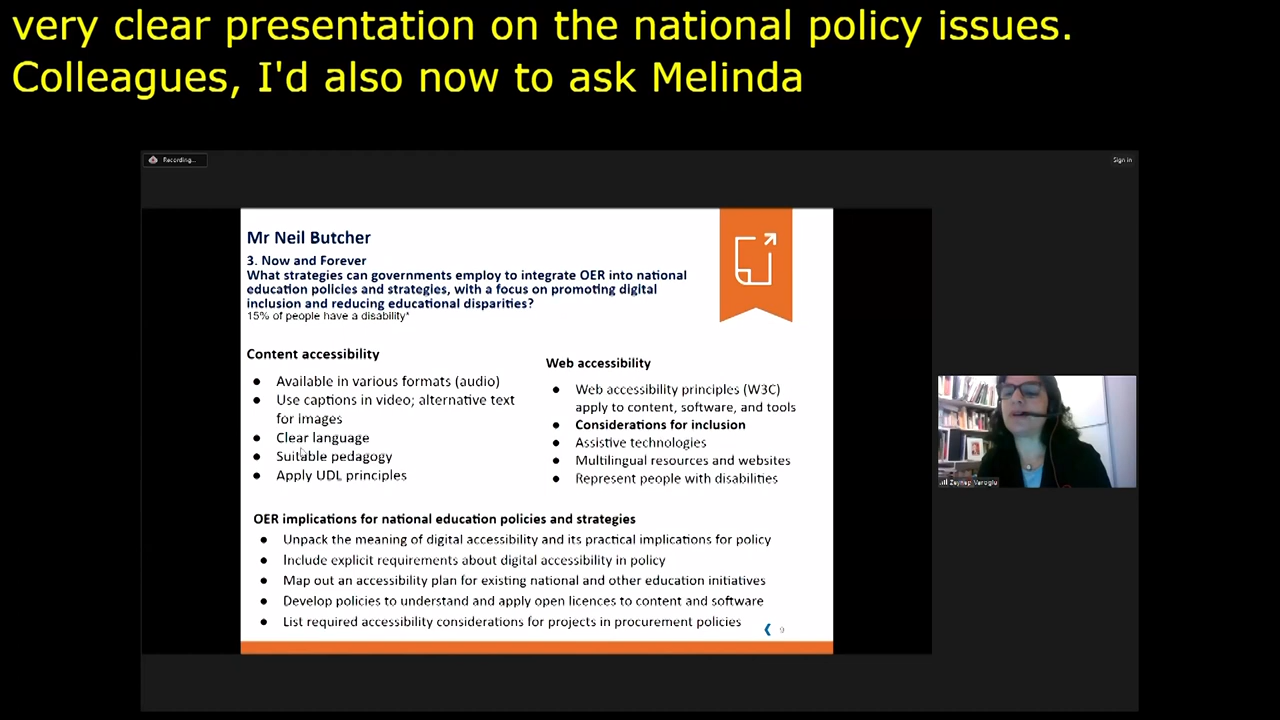 very clear presentation on the national policy issues.
Colleagues, I'd also now to ask Melinda
Recording...
Sign in
Mr Neil Butcher
3. Now and Forever
What strategies can governments employ to integrate OER into national
education policies and strategies, with a focus on promoting digital
inclusion and reducing educational disparities?
15% of people have a disability*
Content accessibility
● Available in various formats (audio)
● Use captions in video; alternative text
for images
● Clear language
● Suitable pedagogy
● Apply UDL principles
Web accessibility
● Web accessibility principles (W3C)
apply to content, software, and tools
● Considerations for inclusion
● Assistive technologies
● Multilingual resources and websites
● Represent people with disabilities
OER implications for national education policies and strategies
● Unpack the meaning of digital accessibility and its practical implications for policy
● Include explicit requirements about digital accessibility in policy
● Map out an accessibility plan for existing national and other education initiatives
● Develop policies to understand and apply open licences to content and software
● List required accessibility considerations for projects in procurement policies
9
Zeynep Varoglu